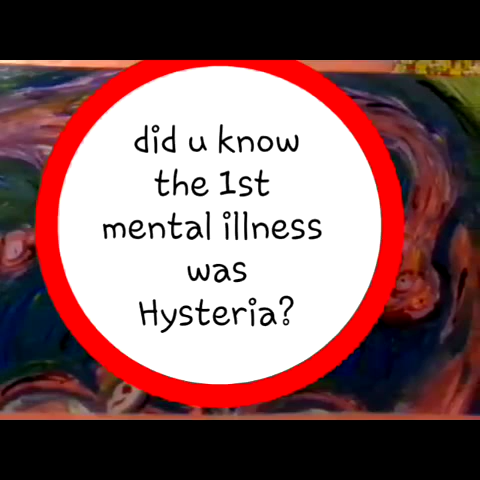 did u know
the 1st
mental illness
was
Hysteria?